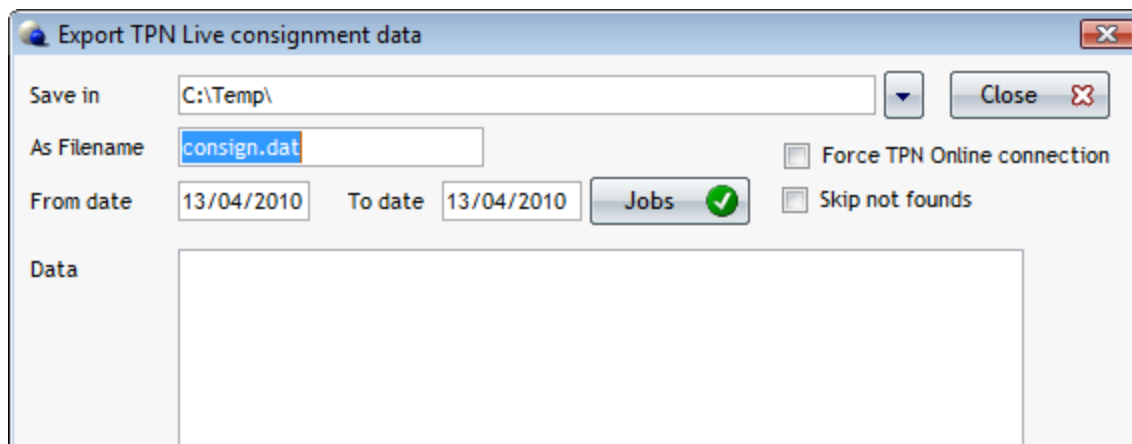 Export TPN Live consignment data
Save in C:\Temp\ Close
As Filename consign.dat
Force TPN Online connection
From date 13/04/2010 To date 13/04/2010 Jobs Skip not founds
Data